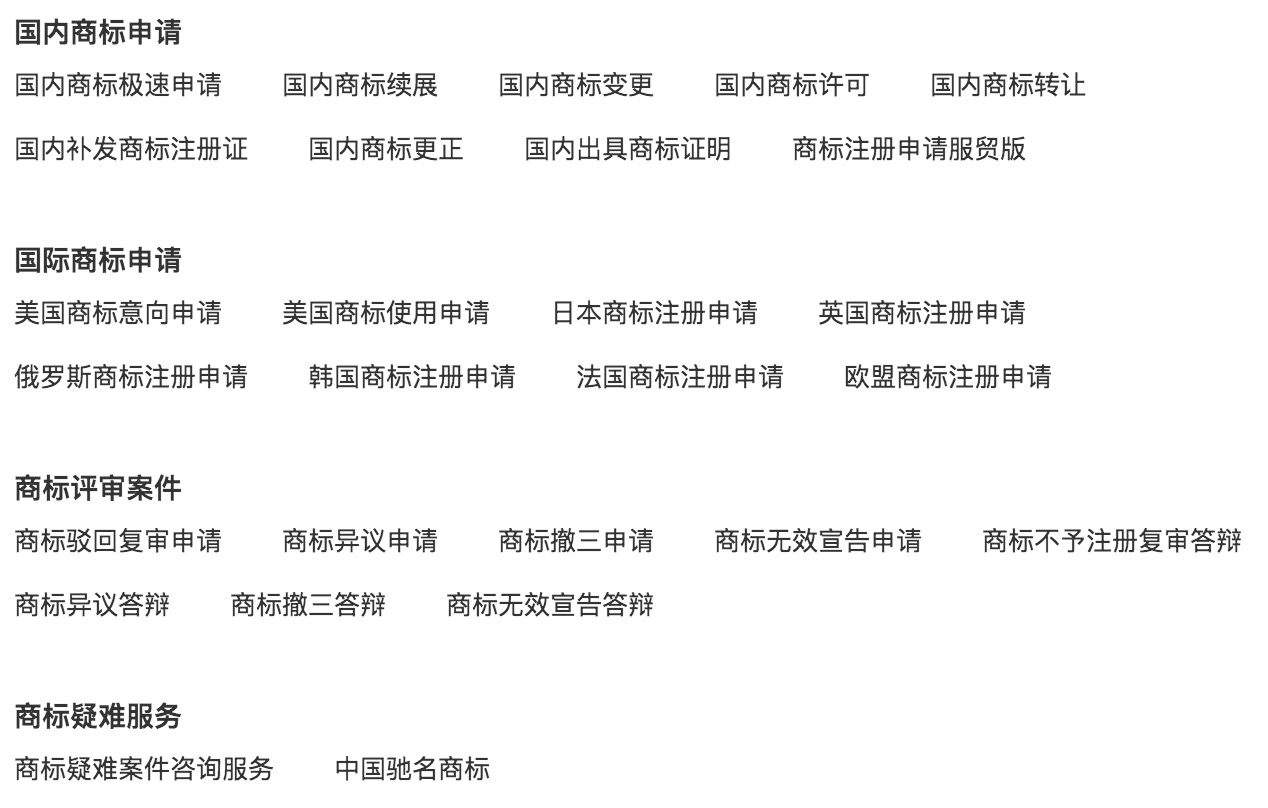 国内商标申请
国内商标极速申请 国内商标续展 国内商标变更 国内商标许可 国内商标转让
国内补发商标注册证 国内商标更正 国内出具商标证明 商标注册申请服贸版
国际商标申请
美国商标意向申请 美国商标使用申请 日本商标注册申请 英国商标注册申请
俄罗斯商标注册申请 韩国商标注册申请 法国商标注册申请 欧盟商标注册申请
商标评审案件
商标驳回复审申请 商标异议申请 商标撤三申请 商标无效宣告申请 商标不予注册复审答辩
商标异议答辩 商标撤三答辩 商标无效宣告答辩
商标疑难服务
商标疑难案件咨询服务 中国驰名商标